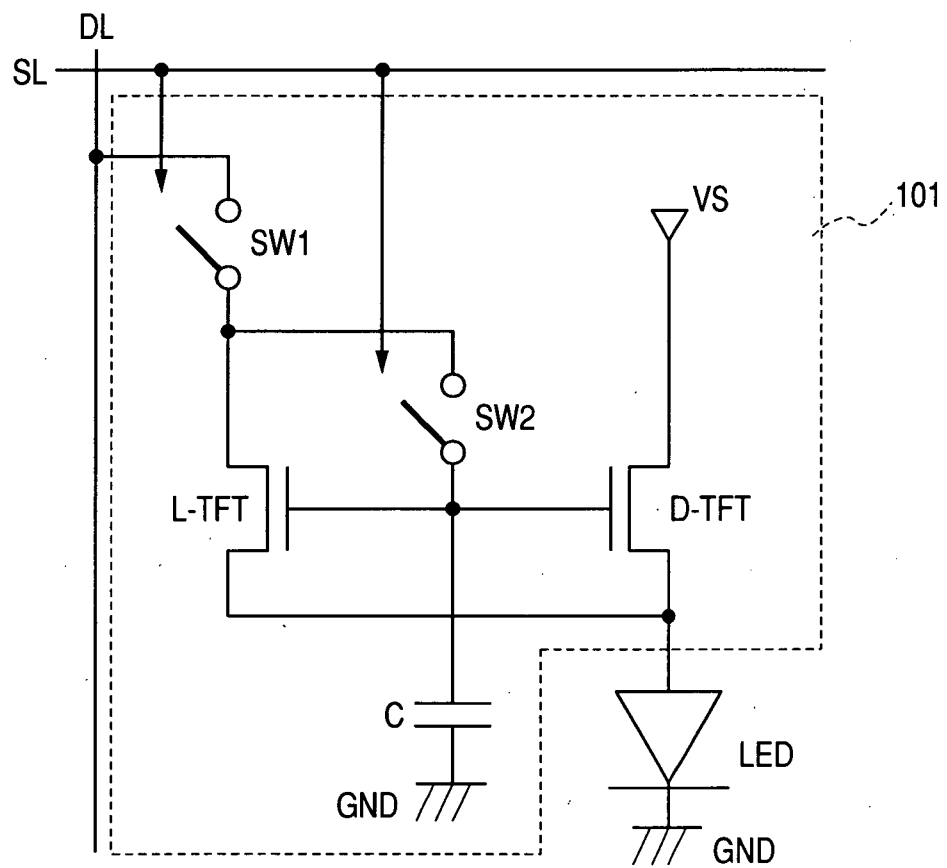 DL
SL
101
VS
SW1
SW2
L-TFT
D-TFT
C
LED
GND
GND